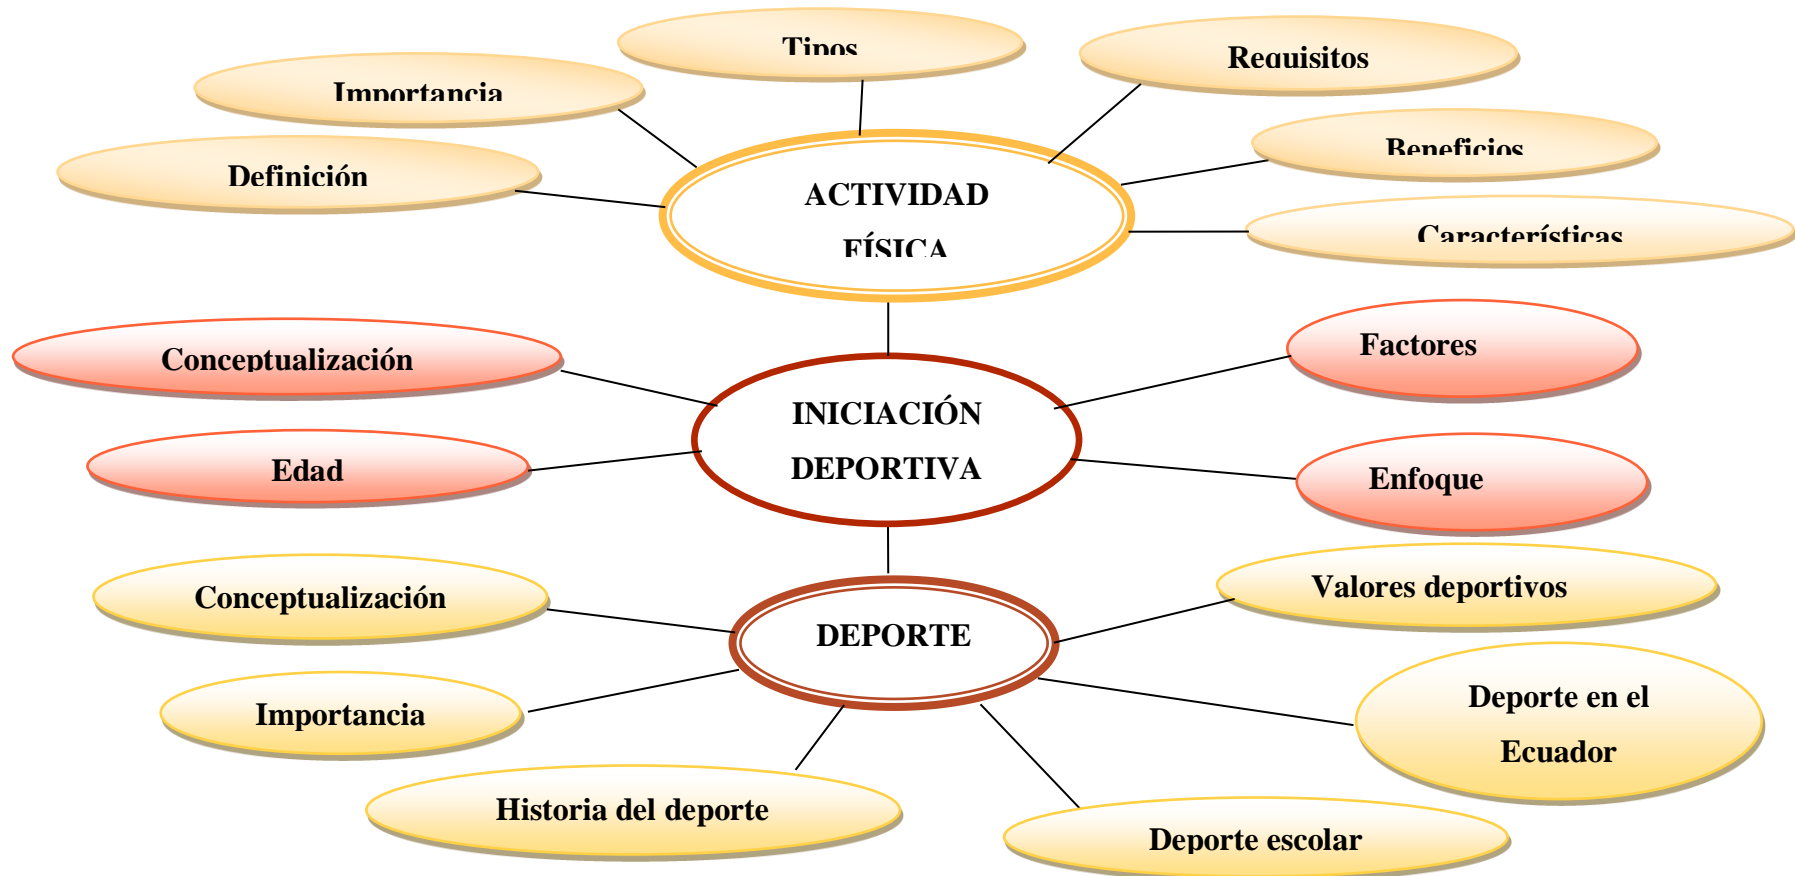 Tipos
Requisitos
Importancia
Beneficios
Definición
ACTIVIDAD
FÍSICA
Características
Conceptualización
Factores
INICIACIÓN
DEPORTIVA
Edad
Enfoque
Conceptualización
Valores deportivos
DEPORTE
Importancia
Deporte en el
Ecuador
Historia del deporte
Deporte escolar